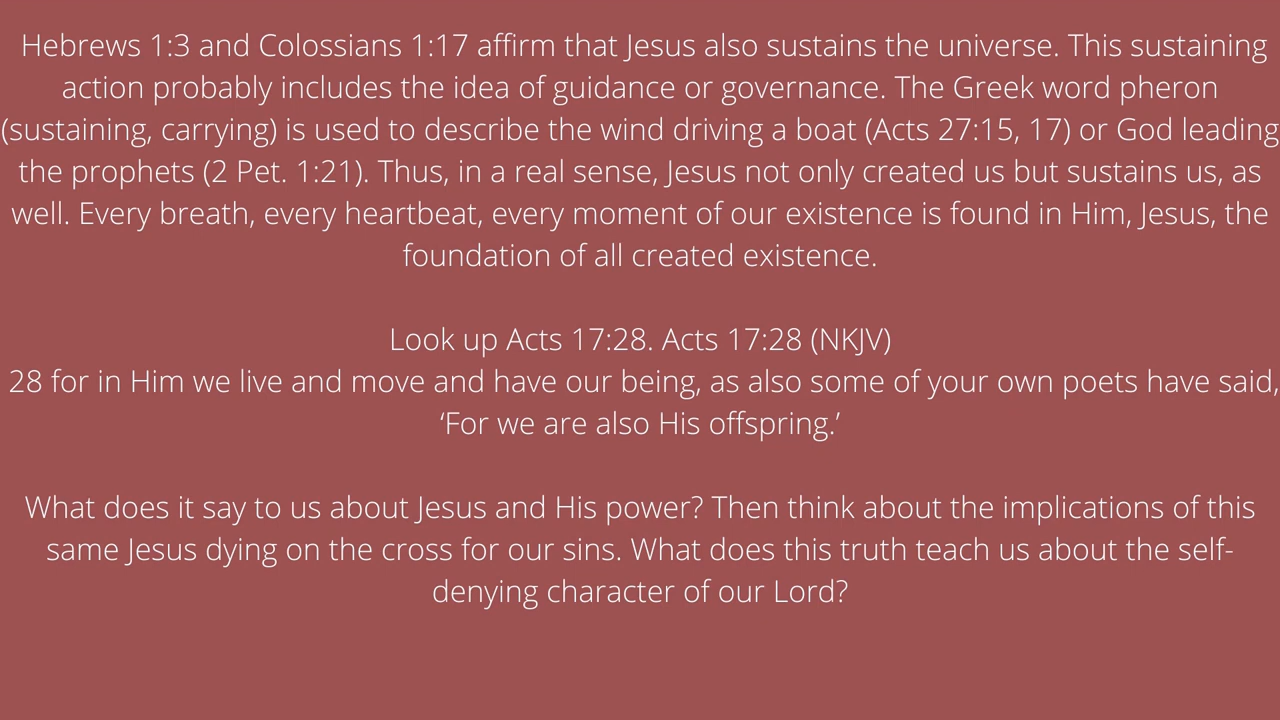 Hebrews 1:3 and Colossians 1:17 affirm that Jesus also sustains the universe. This sustaining
action probably includes the idea of guidance or governance. The Greek word pheron
(sustaining, carrying) is used to describe the wind driving a boat (Acts 27:15, 17) or God leading
the prophets (2 Pet. 1:21). Thus, in a real sense, Jesus not only created us but sustains us, as
well. Every breath, every heartbeat, every moment of our existence is found in Him, Jesus, the
foundation of all created existence.
Look up Acts 17:28. Acts 17:28 (NKJV)
28 for in Him we live and move and have our being, as also some of your own poets have said,
‘For we are also His offspring.’
What does it say to us about Jesus and His power? Then think about the implications of this
same Jesus dying on the cross for our sins. What does this truth teach us about the self-
denying character of our Lord?